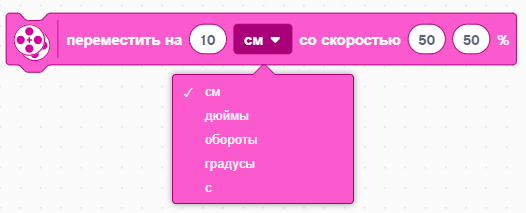 переместить на 10 см со скоростью 50 50 %
см
дюймы
обороты
градусы
с